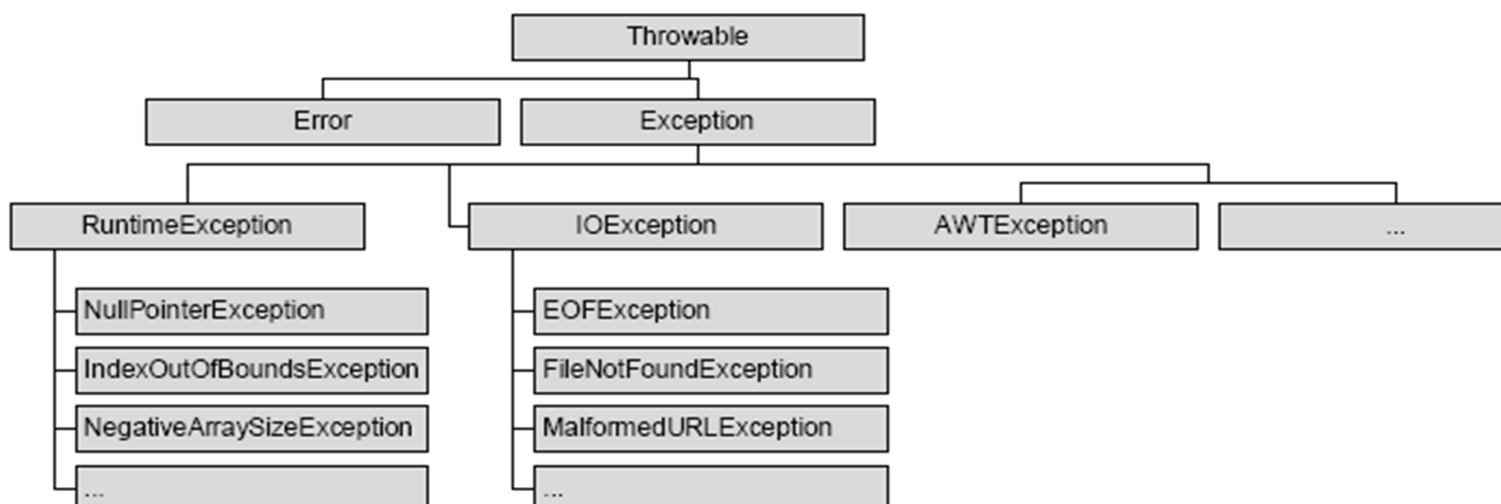 Throwable
Error
Exception
RuntimeException
IOException
AWTException
...
NullPointerException
EOFException
IndexOutOfBoundsException
FileNotFoundException
NegativeArraySizeException
MalformedURLException
...
...